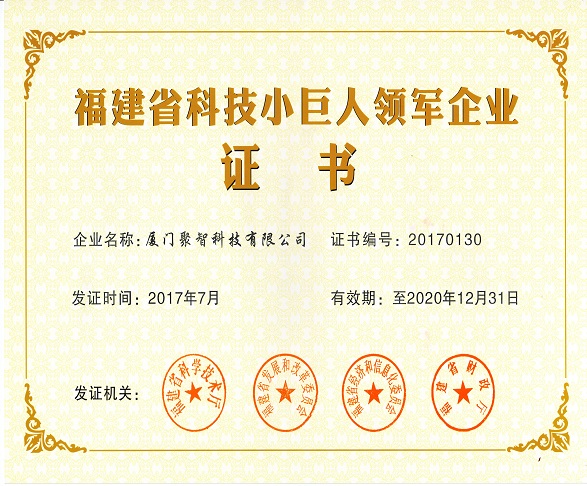 福建省科技小巨人领军企业
证 书
企业名称：厦门聚智科技有限公司 证书编号：20170130
发证时间：2017年7月 有效期：至2020年12月31日
发证机关：
福建省科学技术厅
福建省发展和改革委员会
福建省经济和信息化委员会
福建省财政厅